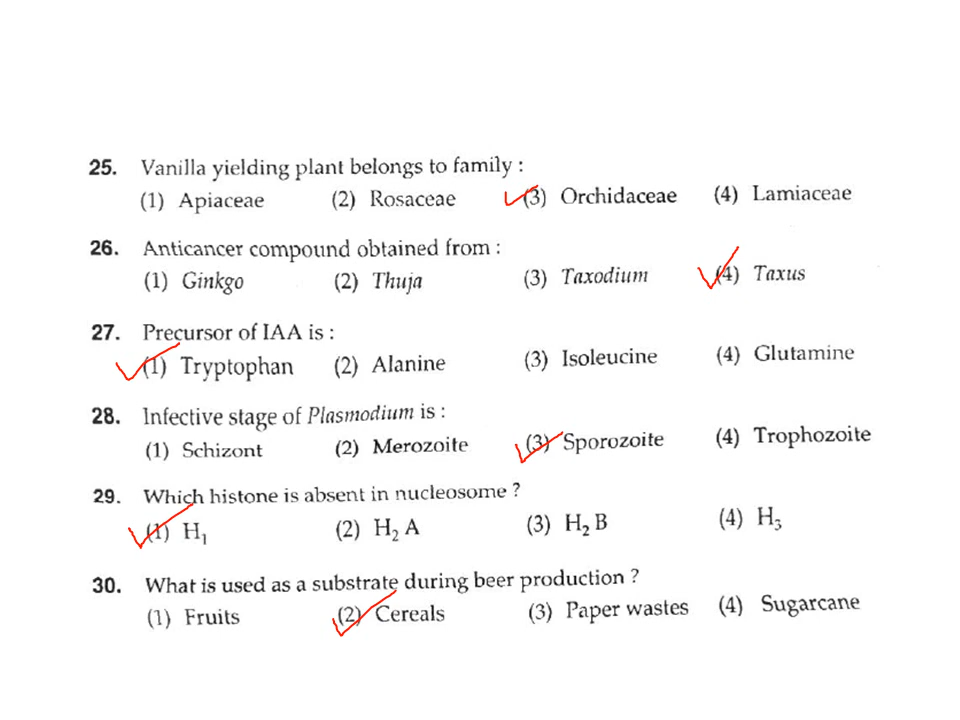 25. Vanilla yielding plant belongs to family :
(1) Apiaceae (2) Rosaceae (3) Orchidaceae (4) Lamiaceae
26. Anticancer compound obtained from :
(1) Ginkgo (2) Thuja (3) Taxodium (4) Taxus
27. Precursor of IAA is :
(1) Tryptophan (2) Alanine (3) Isoleucine (4) Glutamine
28. Infective stage of Plasmodium is :
(1) Schizont (2) Merozoite (3) Sporozoite (4) Trophozoite
29. Which histone is absent in nucleosome ?
(1) H₁ (2) H₂ A (3) H₂ B (4) H₃
30. What is used as a substrate during beer production ?
(1) Fruits (2) Cereals (3) Paper wastes (4) Sugarcane